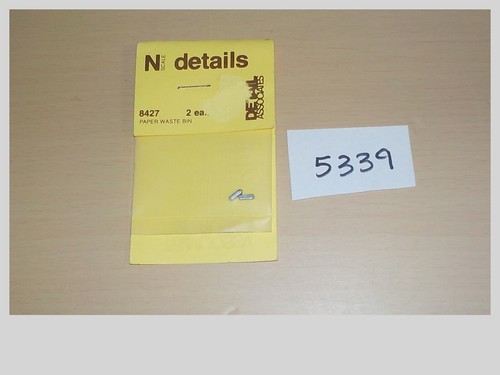 N SCALE details
8427 2 ea.
PAPER WASTE BIN
DETAIL
ASSOCIATES
5339